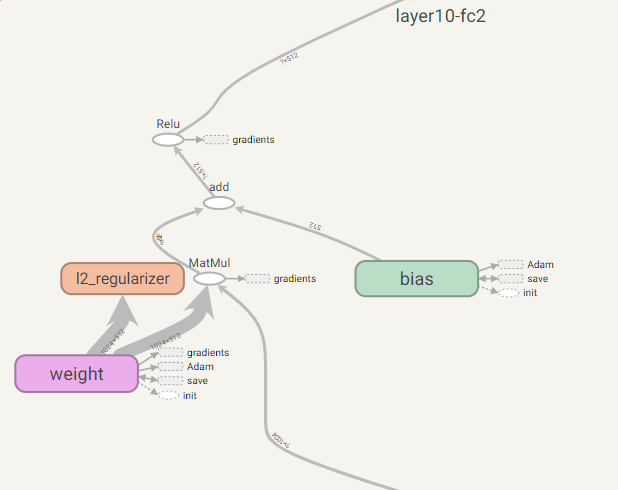 layer10-fc2
?×512
Relu
gradients
?×512
add
512
MatMul
l2_regularizer
gradients
bias
Adam
save
init
1024×512
1024×512
weight
gradients
Adam
save
init
?×1024